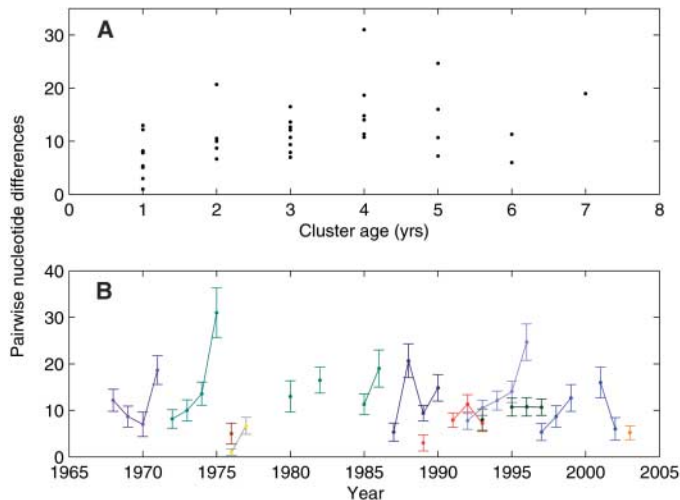 A
30
20
10
0
0 1 2 3 4 5 6 7 8
Cluster age (yrs)
Pairwise nucleotide differences
B
40
30
20
10
0
1965 1970 1975 1980 1985 1990 1995 2000 2005
Year